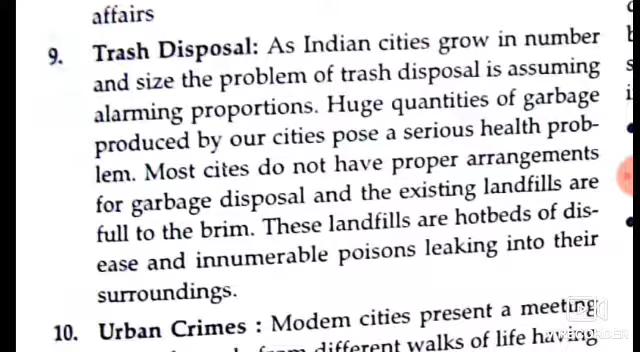 affairs
9. Trash Disposal: As Indian cities grow in number
and size the problem of trash disposal is assuming
alarming proportions. Huge quantities of garbage
produced by our cities pose a serious health prob-
lem. Most cites do not have proper arrangements
for garbage disposal and the existing landfills are
full to the brim. These landfills are hotbeds of dis-
ease and innumerable poisons leaking into their
surroundings.
10. Urban Crimes : Modem cities present a meeting
from different walks of life having
RECORDER